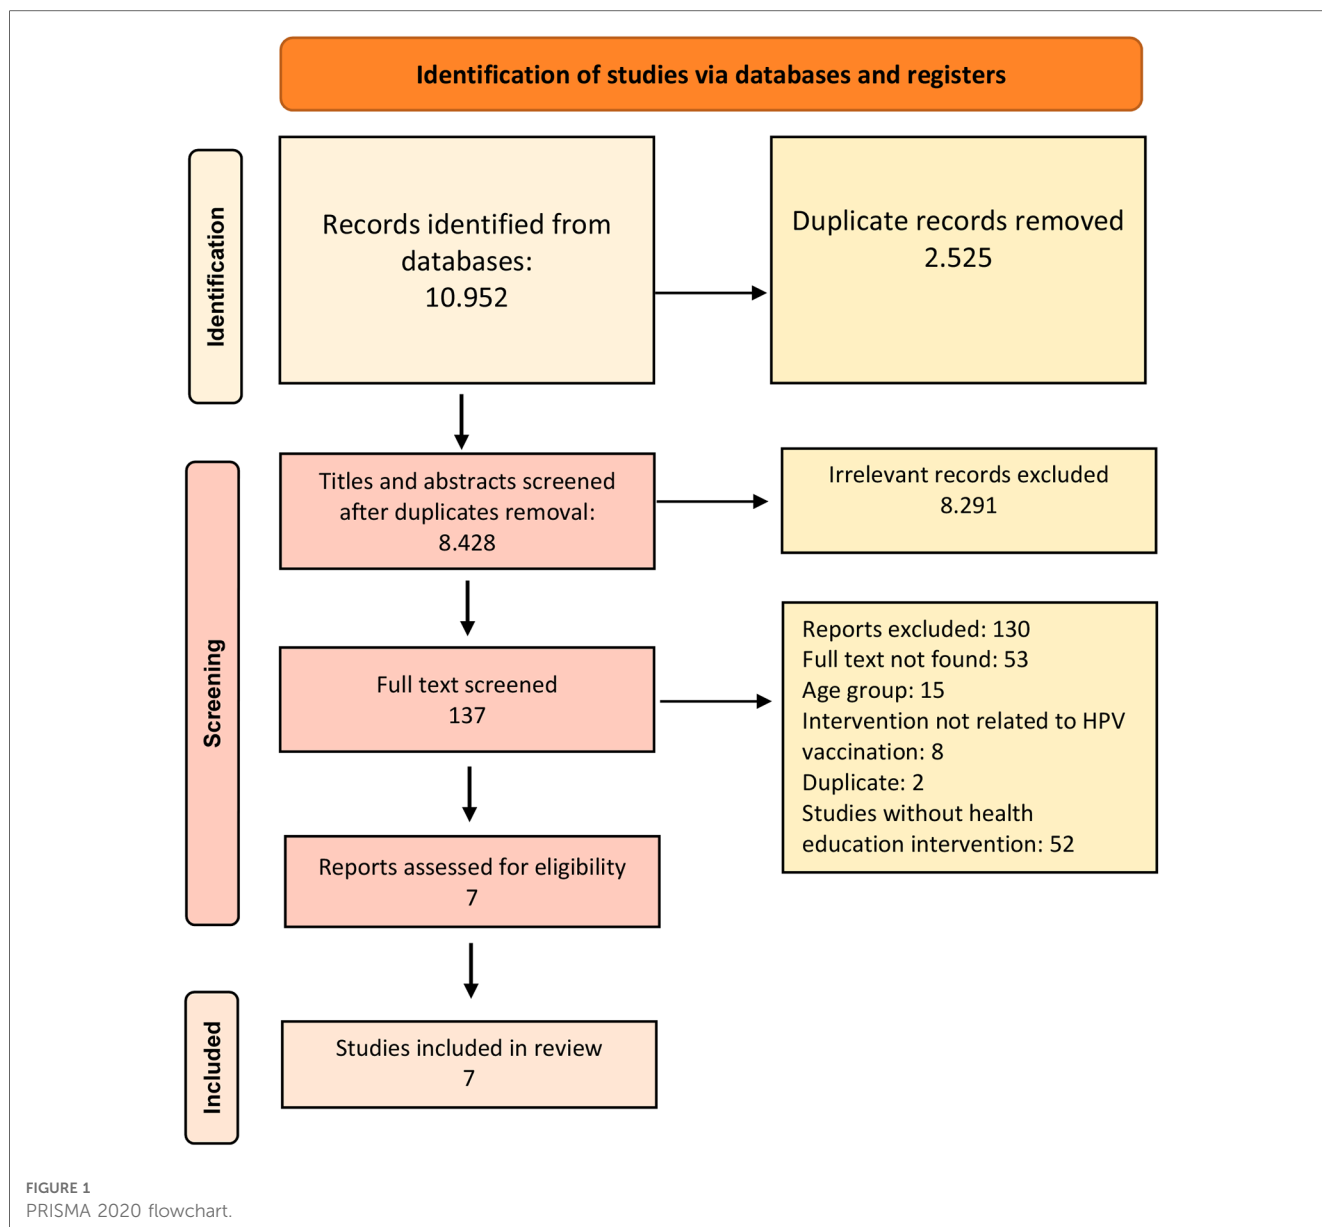 Identification of studies via databases and registers
Identification
Records identified from
databases:
10.952
Duplicate records removed
2.525
Screening
Titles and abstracts screened
after duplicates removal:
8.428
Irrelevant records excluded
8.291
Full text screened
137
Reports excluded: 130
Full text not found: 53
Age group: 15
Intervention not related to HPV
vaccination: 8
Duplicate: 2
Studies without health
education intervention: 52
Reports assessed for eligibility
7
Included
Studies included in review
7
FIGURE 1
PRISMA 2020 flowchart.